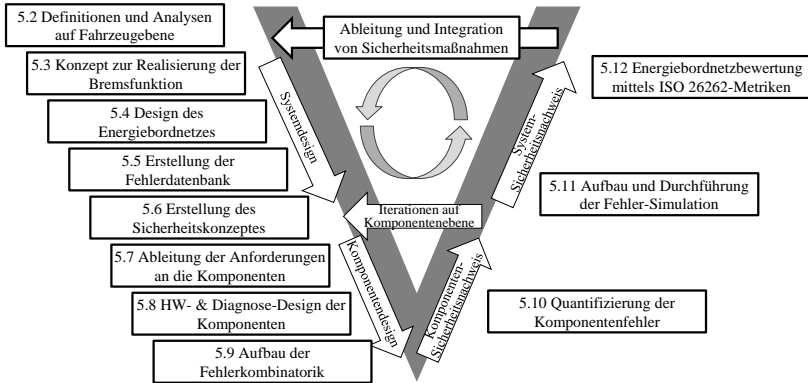 5.2 Definitionen und Analysen
auf Fahrzeugebene
5.3 Konzept zur Realisierung der
Bremsfunktion
5.4 Design des
Energiebordnetzes
5.5 Erstellung der
Fehlerdatenbank
5.6 Erstellung des
Sicherheitskonzeptes
5.7 Ableitung der Anforderungen
an die Komponenten
5.8 HW- & Diagnose-Design der
Komponenten
5.9 Aufbau der
Fehlerkombinatorik
Ableitung und Integration
von Sicherheitsmaßnahmen
Systemdesign
Iterationen auf
Komponentenebene
Komponentendesign
Komponenten-
Sicherheitsnachweis
System-
Sicherheitsnachweis
5.12 Energiebordnetzbewertung
mittels ISO 26262-Metriken
5.11 Aufbau und Durchführung
der Fehler-Simulation
5.10 Quantifizierung der
Komponentenfehler